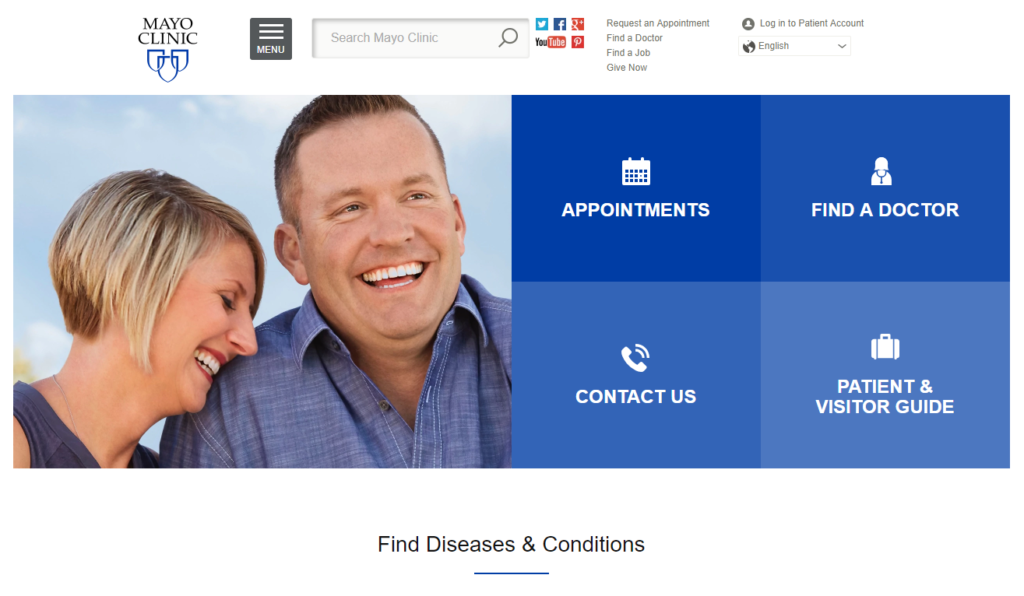 MAYO
CLINIC
MENU
Search Mayo Clinic
YouTube
Request an Appointment
Find a Doctor
Find a Job
Give Now
Log in to Patient Account
English
APPOINTMENTS
FIND A DOCTOR
CONTACT US
PATIENT &
VISITOR GUIDE
Find Diseases & Conditions